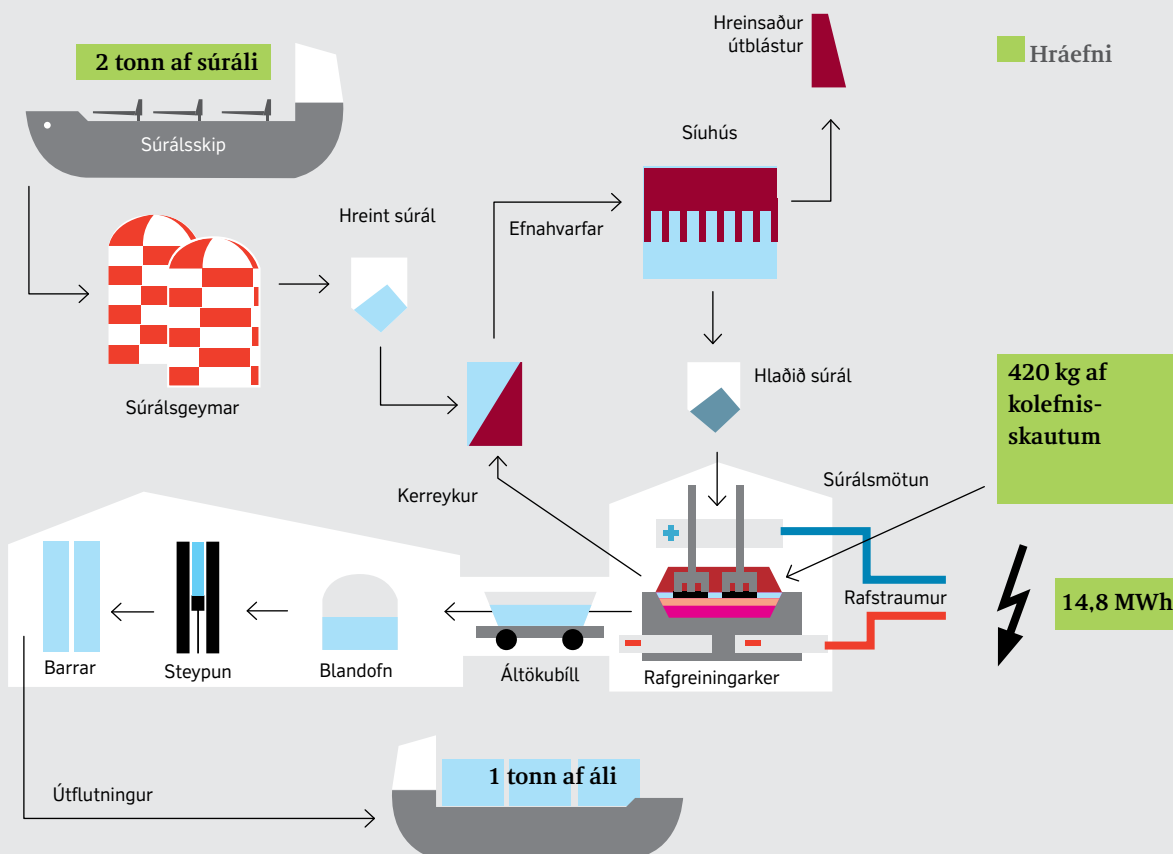 Hreinsaður
útblástur
Hráefni
2 tonn af súráli
Súrálsskip
Síuhús
Hreint súrál
Efnahvarfar
Súrálsgeymar
Hlaðið súrál
420 kg af
kolefnis-
skautum
Kerreykur
Súrálsmötun
Rafstraumur
14,8 MWh
Barrar
Steypun
Blandofn
Áltökubíll
Rafgreiningarker
1 tonn af áli
Útflutningur